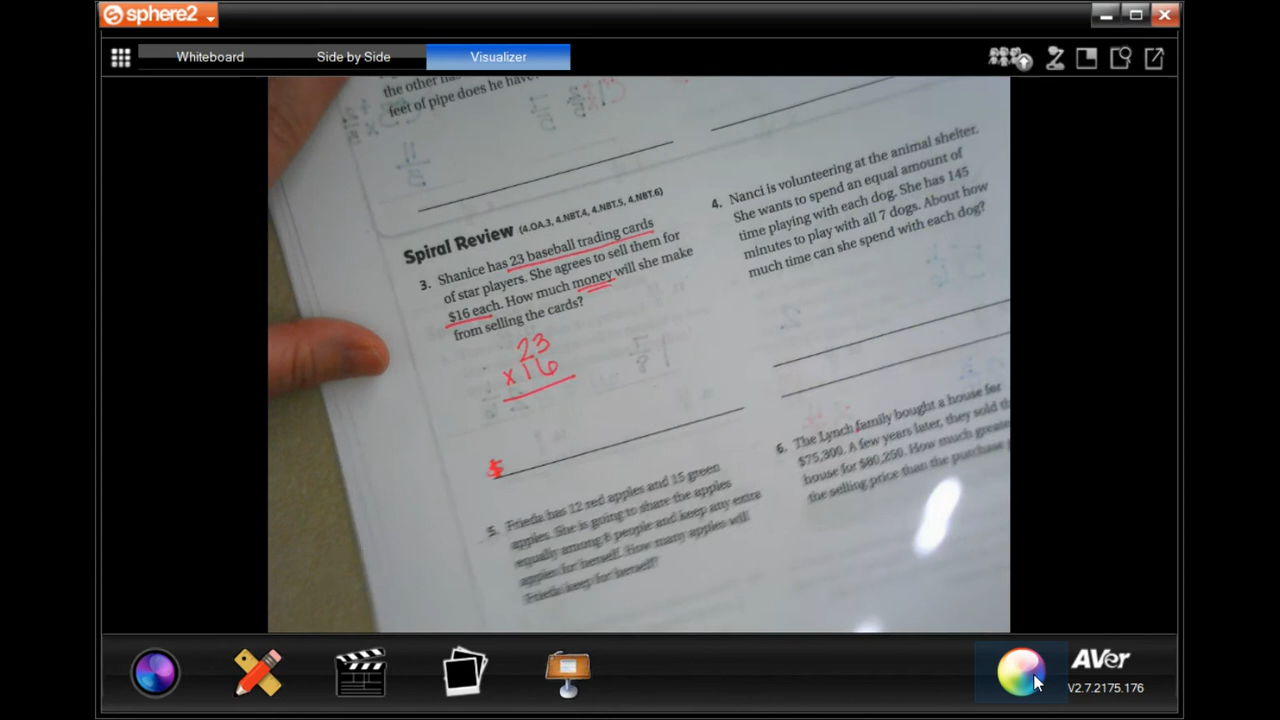 sphere2
Whiteboard
Side by Side
Visualizer
the other ha
feet of pipe does he have?
11
Spiral Review (4.OA.3, 4.NBT.4, 4.NBT.5, 4.NBT.6)
3. Shanice has 23 baseball trading cards
of star players. She agrees to sell them for
$16 each. How much money will she make
from selling the cards?
23
x 16
$
4. Nanci is volunteering at the animal shelter.
She wants to spend an equal amount of
time playing with each dog. She has 145
minutes to play with all 7 dogs. About how
much time can she spend with each dog?
5. Frieda has 12 red apples and 15 green
apples. She is going to share the apples
equally among 8 people and keep any extra
apples for herself. How many apples will
Frieda keep for herself?
6. The Lynch family bought a house for
$75,300. A few years later, they sold th
house for $80,250. How much greate
the selling price than the purchase
AVer
V2.7.2175.176